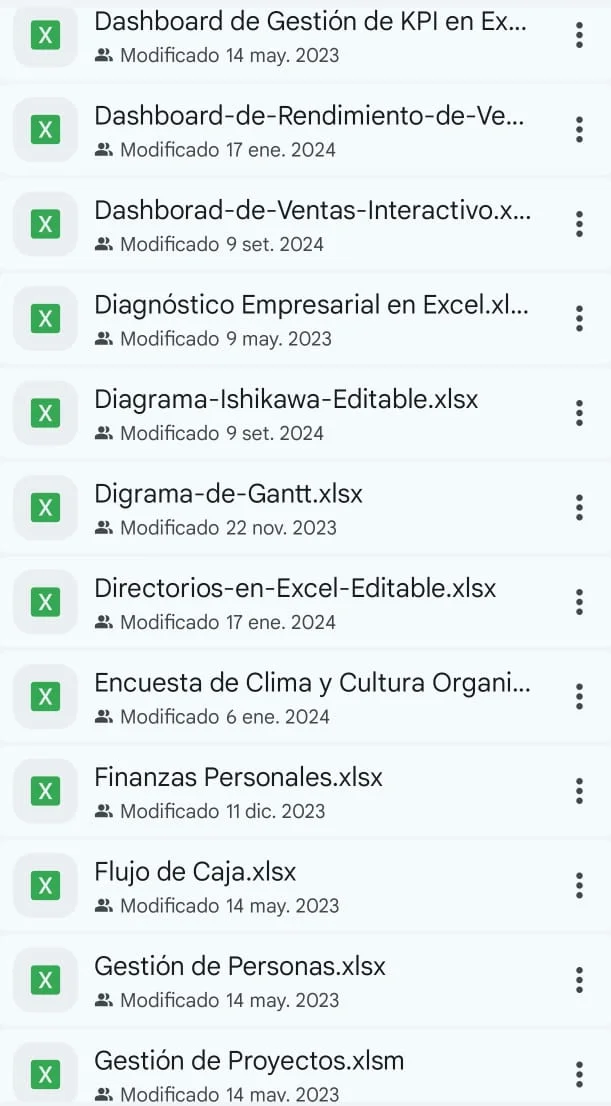 Dashboard de Gestión de KPI en Ex...
Modificado 14 may. 2023
Dashboard-de-Rendimiento-de-Ve...
Modificado 17 ene. 2024
Dashborad-de-Ventas-Interactivo.x...
Modificado 9 set. 2024
Diagnóstico Empresarial en Excel.xl...
Modificado 9 may. 2023
Diagrama-Ishikawa-Editable.xlsx
Modificado 9 set. 2024
Digrama-de-Gantt.xlsx
Modificado 22 nov. 2023
Directorios-en-Excel-Editable.xlsx
Modificado 17 ene. 2024
Encuesta de Clima y Cultura Organi...
Modificado 6 ene. 2024
Finanzas Personales.xlsx
Modificado 11 dic. 2023
Flujo de Caja.xlsx
Modificado 14 may. 2023
Gestión de Personas.xlsx
Modificado 14 may. 2023
Gestión de Proyectos.xlsm
Modificado 14 may. 2023